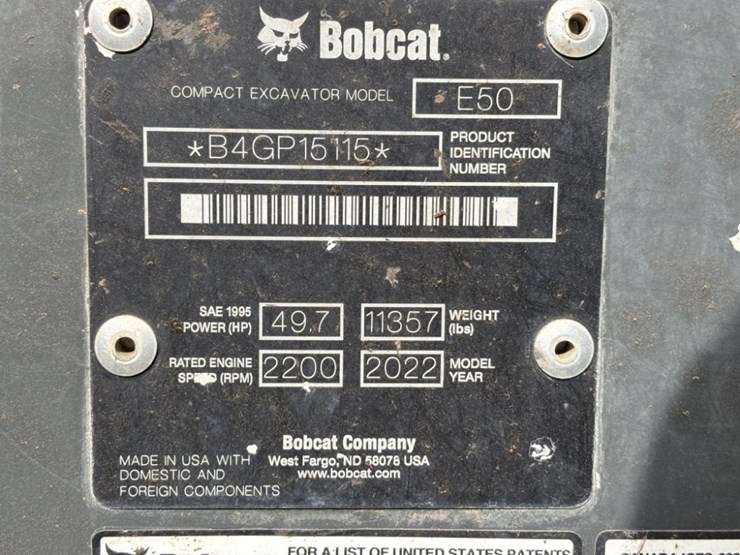 Bobcat.
COMPACT EXCAVATOR MODEL E50
*B4GP15115* PRODUCT
IDENTIFICATION
NUMBER
SAE 1995
POWER (HP) 49.7 11357 WEIGHT
(lbs)
RATED ENGINE
SPEED (RPM) 2200 2022 MODEL
YEAR
Bobcat Company
West Fargo, ND 58078 USA
www.bobcat.com
MADE IN USA WITH
DOMESTIC AND
FOREIGN COMPONENTS
FOR A LIST OF UNITED STATES PATENTS